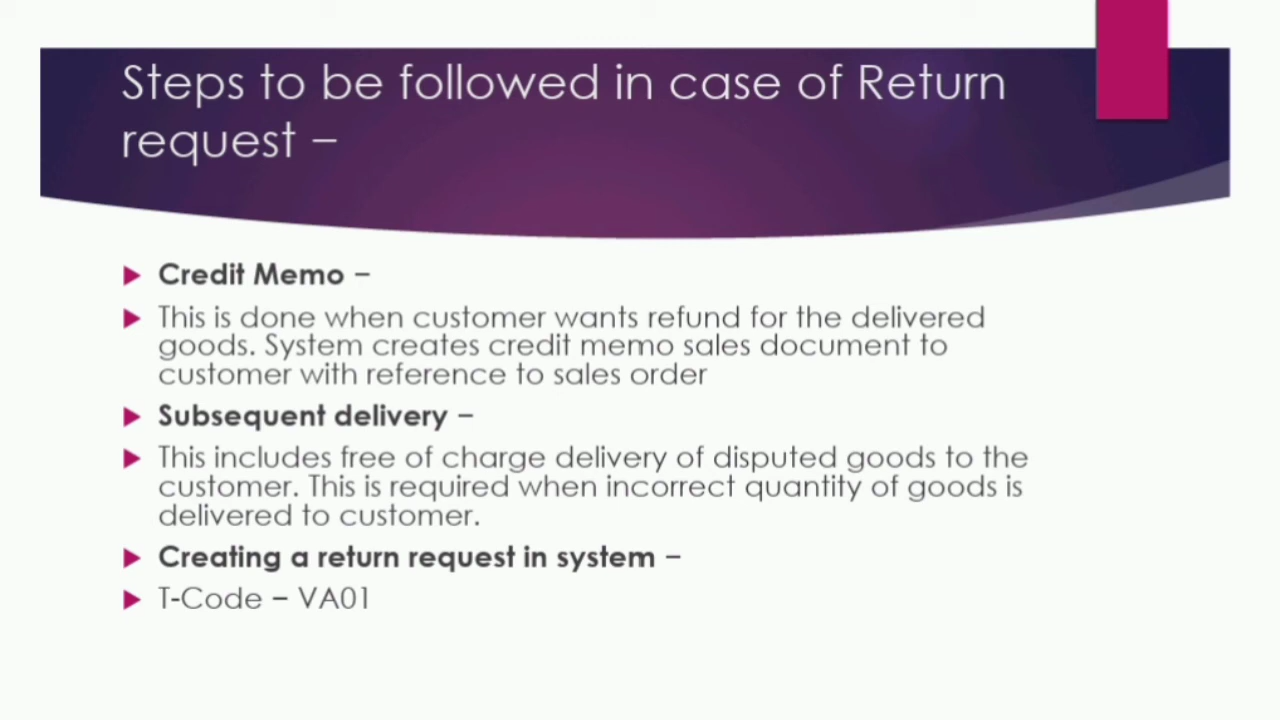 Steps to be followed in case of Return
request –
Credit Memo –
This is done when customer wants refund for the delivered
goods. System creates credit memo sales document to
customer with reference to sales order
Subsequent delivery –
This includes free of charge delivery of disputed goods to the
customer. This is required when incorrect quantity of goods is
delivered to customer.
Creating a return request in system –
T-Code – VA01